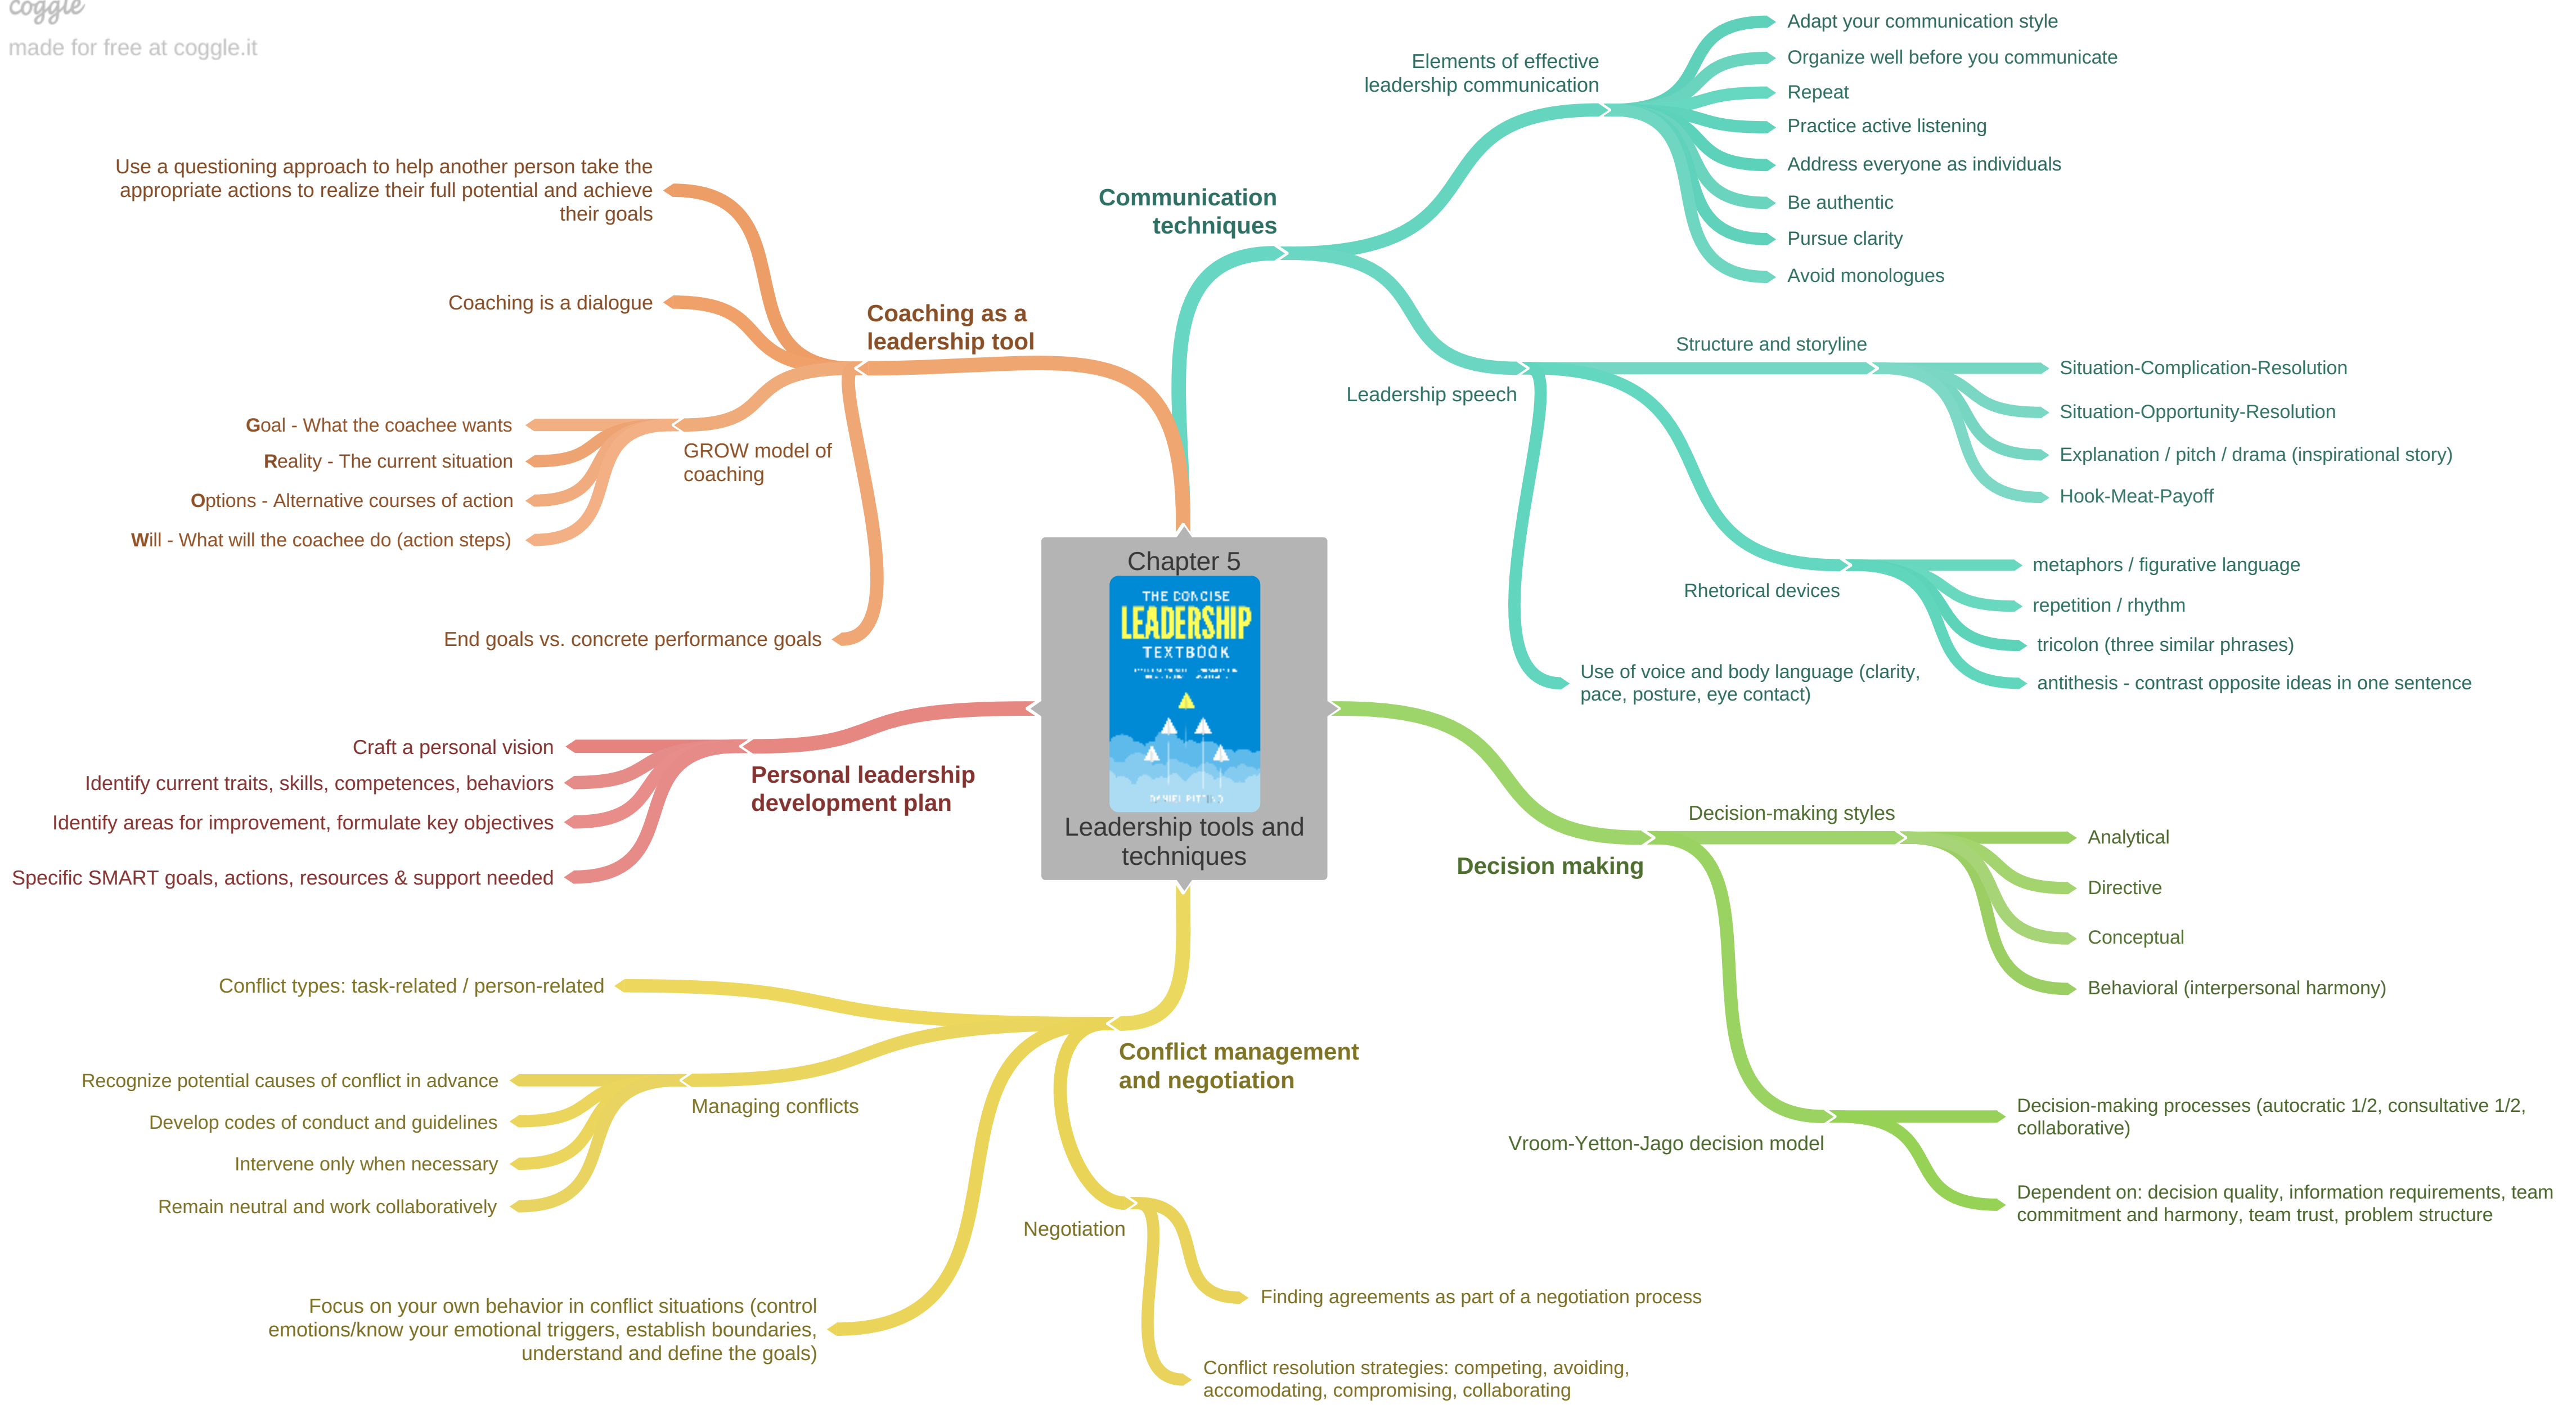 coggle
made for free at coggle.it
Chapter 5
THE CONCISE
LEADERSHIP
TEXTBOOK
Leadership tools and
techniques
Communication
techniques
Elements of effective
leadership communication
Adapt your communication style
Organize well before you communicate
Repeat
Practice active listening
Address everyone as individuals
Be authentic
Pursue clarity
Avoid monologues
Leadership speech
Structure and storyline
Situation-Complication-Resolution
Situation-Opportunity-Resolution
Explanation / pitch / drama (inspirational story)
Hook-Meat-Payoff
Rhetorical devices
metaphors / figurative language
repetition / rhythm
tricolon (three similar phrases)
antithesis - contrast opposite ideas in one sentence
Use of voice and body language (clarity,
pace, posture, eye contact)
Decision making
Decision-making styles
Analytical
Directive
Conceptual
Behavioral (interpersonal harmony)
Vroom-Yetton-Jago decision model
Decision-making processes (autocratic 1/2, consultative 1/2,
collaborative)
Dependent on: decision quality, information requirements, team
commitment and harmony, team trust, problem structure
Coaching as a
leadership tool
Use a questioning approach to help another person take the
appropriate actions to realize their full potential and achieve
their goals
Coaching is a dialogue
GROW model of
coaching
Goal - What the coachee wants
Reality - The current situation
Options - Alternative courses of action
Will - What will the coachee do (action steps)
End goals vs. concrete performance goals
Personal leadership
development plan
Craft a personal vision
Identify current traits, skills, competences, behaviors
Identify areas for improvement, formulate key objectives
Specific SMART goals, actions, resources & support needed
Conflict management
and negotiation
Conflict types: task-related / person-related
Managing conflicts
Recognize potential causes of conflict in advance
Develop codes of conduct and guidelines
Intervene only when necessary
Remain neutral and work collaboratively
Focus on your own behavior in conflict situations (control
emotions/know your emotional triggers, establish boundaries,
understand and define the goals)
Negotiation
Finding agreements as part of a negotiation process
Conflict resolution strategies: competing, avoiding,
accomodating, compromising, collaborating